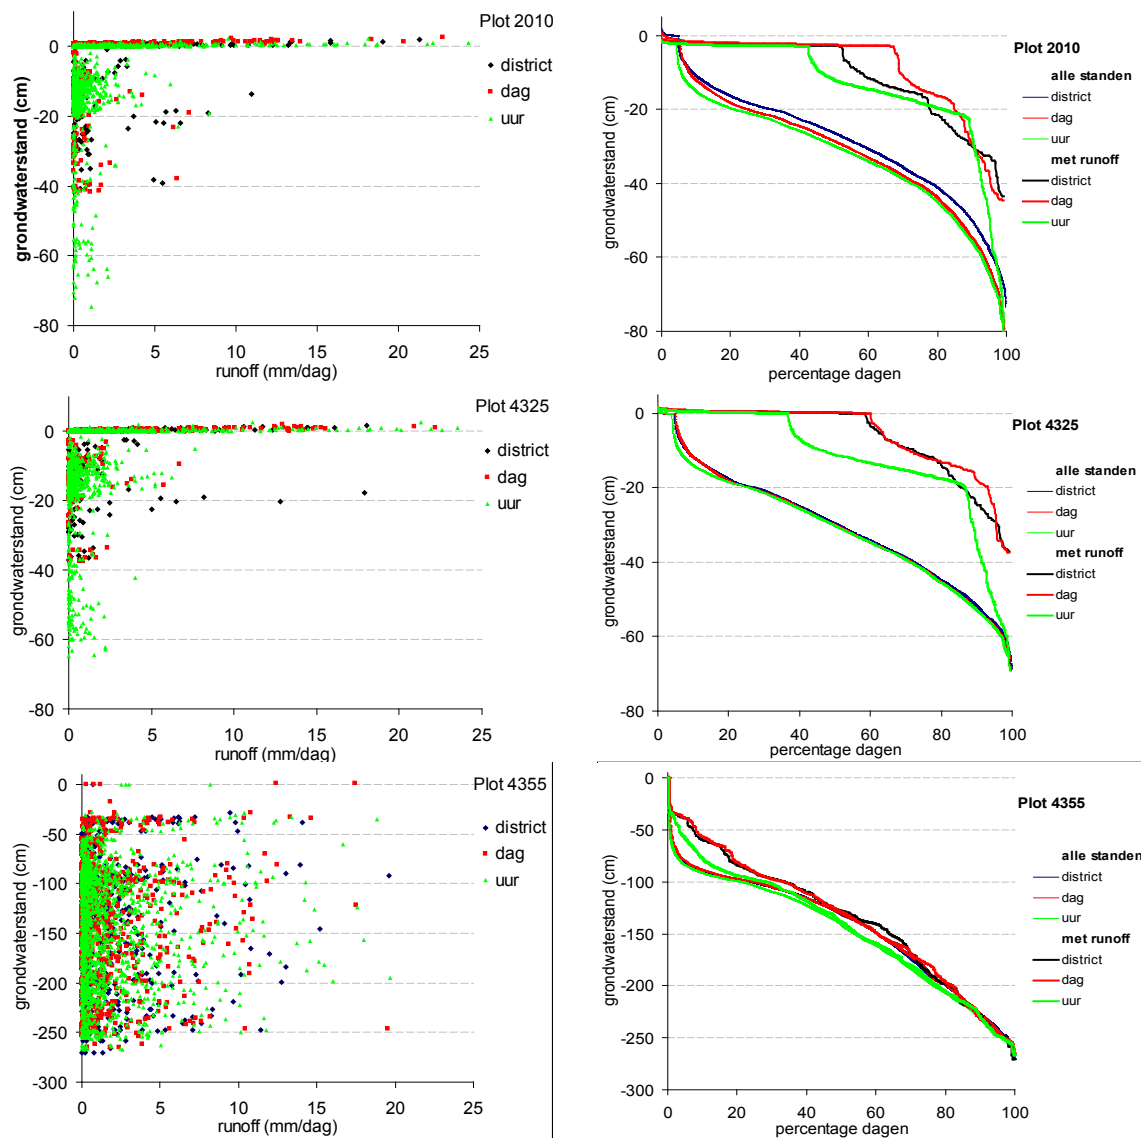 Plot 2010
district
dag
uur
grondwaterstand (cm)
0
-20
-40
-60
-80
0 5 10 15 20 25
runoff (mm/dag)
Plot 2010
alle standen
district
dag
uur
met runoff
district
dag
uur
grondwaterstand (cm)
0
-20
-40
-60
-80
0 20 40 60 80 100
percentage dagen
Plot 4325
district
dag
uur
grondwaterstand (cm)
0
-20
-40
-60
-80
0 5 10 15 20 25
runoff (mm/dag)
Plot 4325
alle standen
district
dag
uur
met runoff
district
dag
uur
grondwaterstand (cm)
0
-20
-40
-60
-80
0 20 40 60 80 100
percentage dagen
Plot 4355
district
dag
uur
grondwaterstand (cm)
0
-50
-100
-150
-200
-250
-300
0 5 10 15 20 25
runoff (mm/dag)
Plot 4355
alle standen
district
dag
uur
met runoff
district
dag
uur
grondwaterstand (cm)
0
-50
-100
-150
-200
-250
-300
0 20 40 60 80 100
percentage dagen